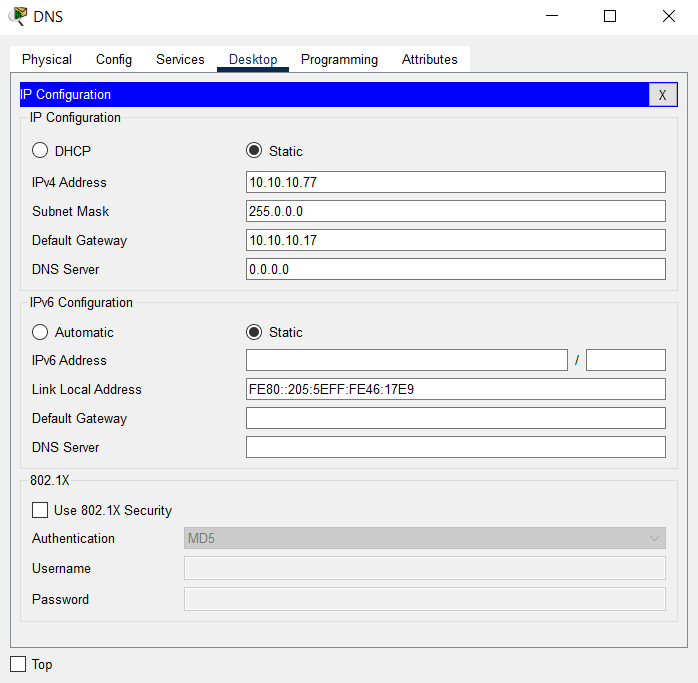 DNS
Physical Config Services Desktop Programming Attributes
IP Configuration X
IP Configuration
DHCP Static
IPv4 Address 10.10.10.77
Subnet Mask 255.0.0.0
Default Gateway 10.10.10.17
DNS Server 0.0.0.0
IPv6 Configuration
Automatic Static
IPv6 Address /
Link Local Address FE80::205:5EFF:FE46:17E9
Default Gateway
DNS Server
802.1X
Use 802.1X Security
Authentication MD5
Username
Password
Top